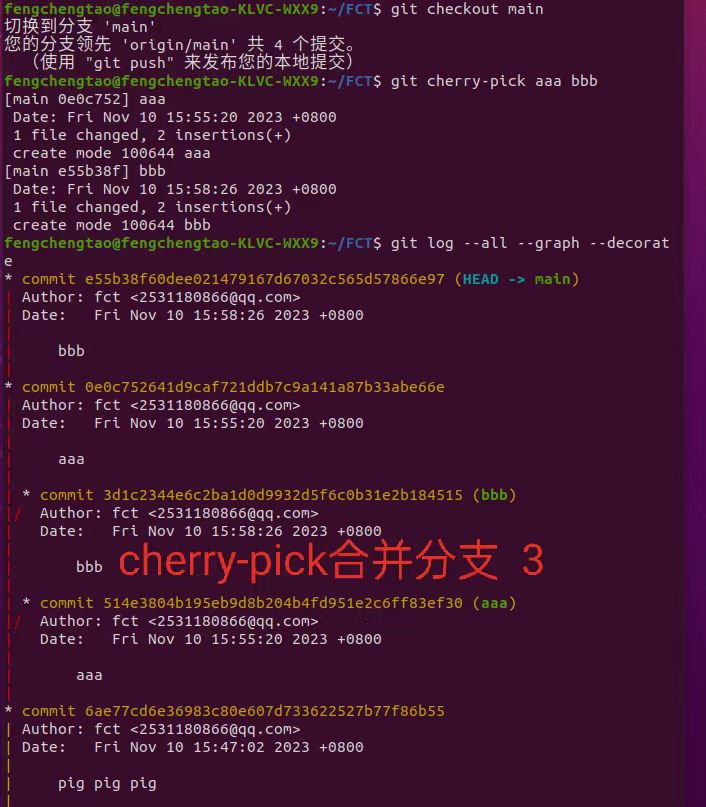 fengchengtao@fengchengtao-KLVC-WXX9:~/FCT$ git checkout main
切换到分支 'main'
您的分支领先 'origin/main' 共 4 个提交。
（使用 "git push" 来发布您的本地提交）
fengchengtao@fengchengtao-KLVC-WXX9:~/FCT$ git cherry-pick aaa bbb
[main 0e0c752] aaa
Date: Fri Nov 10 15:55:20 2023 +0800
1 file changed, 2 insertions(+)
create mode 100644 aaa
[main e55b38f] bbb
Date: Fri Nov 10 15:58:26 2023 +0800
1 file changed, 2 insertions(+)
create mode 100644 bbb
fengchengtao@fengchengtao-KLVC-WXX9:~/FCT$ git log --all --graph --decorat
e
* commit e55b38f60dee021479167d67032c565d57866e97 (HEAD -> main)
| Author: fct <2531180866@qq.com>
| Date:   Fri Nov 10 15:58:26 2023 +0800
|
|     bbb
|
* commit 0e0c752641d9caf721ddb7c9a141a87b33abe66e
| Author: fct <2531180866@qq.com>
| Date:   Fri Nov 10 15:55:20 2023 +0800
|
|     aaa
|
| * commit 3d1c2344e6c2ba1d0d9932d5f6c0b31e2b184515 (bbb)
|/  Author: fct <2531180866@qq.com>
|   Date:   Fri Nov 10 15:58:26 2023 +0800
|
|       bbb
cherry-pick合并分支 3
|
| * commit 514e3804b195eb9d8b204b4fd951e2c6ff83ef30 (aaa)
|/  Author: fct <2531180866@qq.com>
|   Date:   Fri Nov 10 15:55:20 2023 +0800
|
|       aaa
|
* commit 6ae77cd6e36983c80e607d733622527b77f86b55
| Author: fct <2531180866@qq.com>
| Date:   Fri Nov 10 15:47:02 2023 +0800
|
|     pig pig pig
|